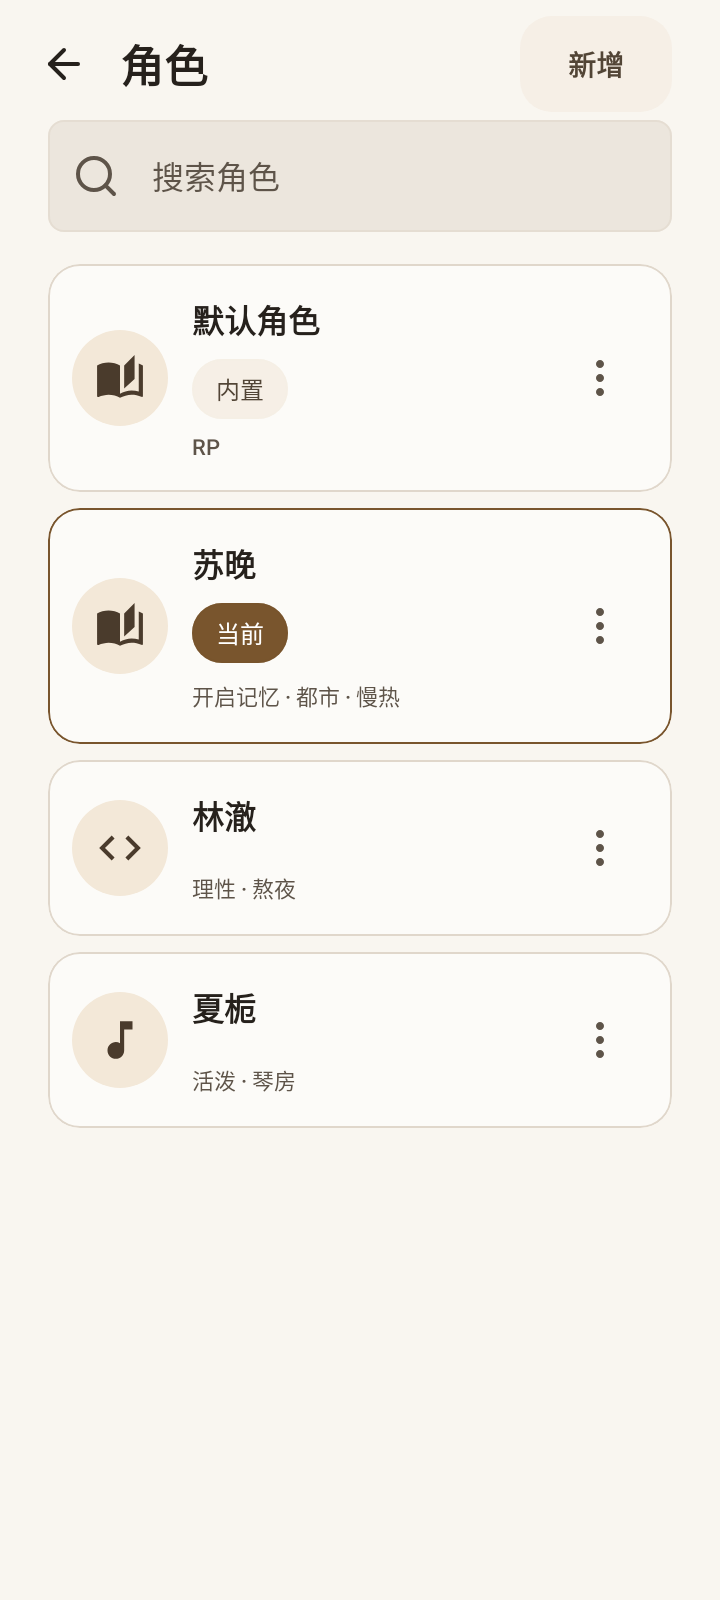 角色
新增
搜索角色
默认角色
内置
RP
苏晚
当前
开启记忆 · 都市 · 慢热
林澈
理性 · 熬夜
夏栀
活泼 · 琴房